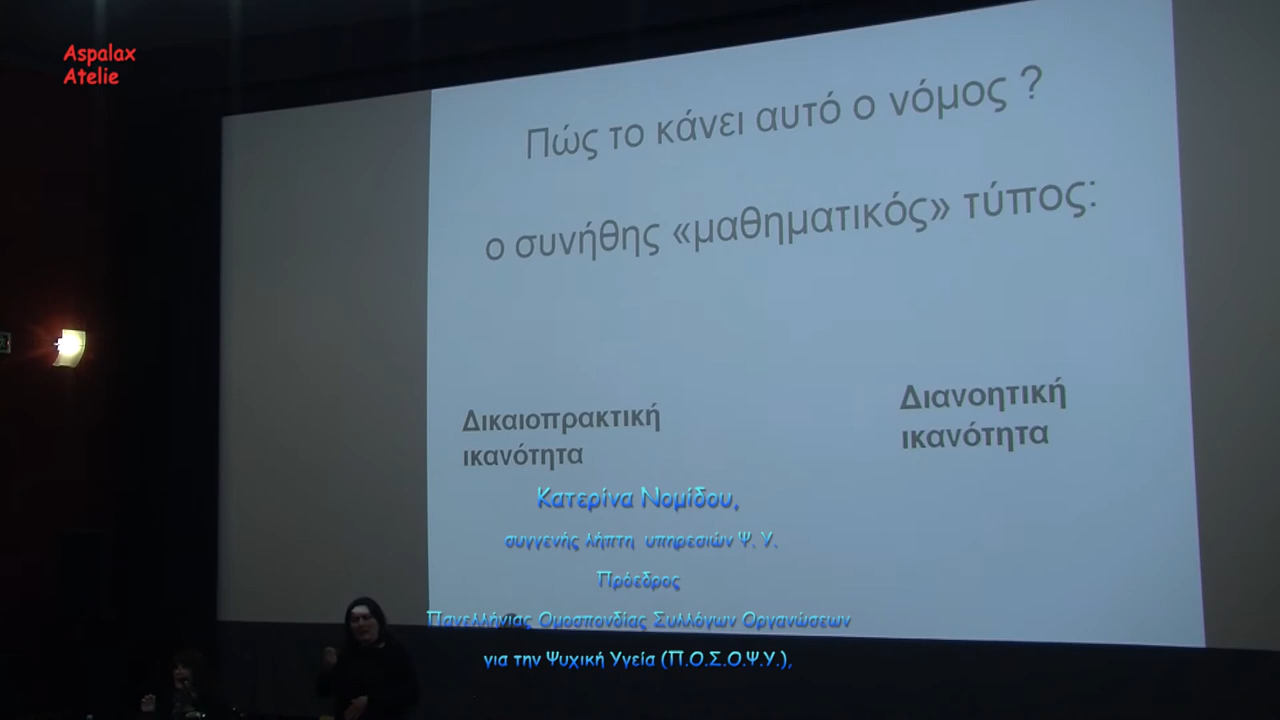 Aspalax
Atelie
Πώς το κάνει αυτό ο νόμος ?
ο συνήθης «μαθηματικός» τύπος:
Δικαιοπρακτική
ικανότητα
Διανοητική
ικανότητα
Κατερίνα Νομίδου,
συγγενής λήπτη υπηρεσιών Ψ. Υ.
Πρόεδρος
Πανελλήνιας Ομοσπονδίας Συλλόγων Οργανώσεων
για την Ψυχική Υγεία (Π.Ο.Σ.Ο.Ψ.Υ.),